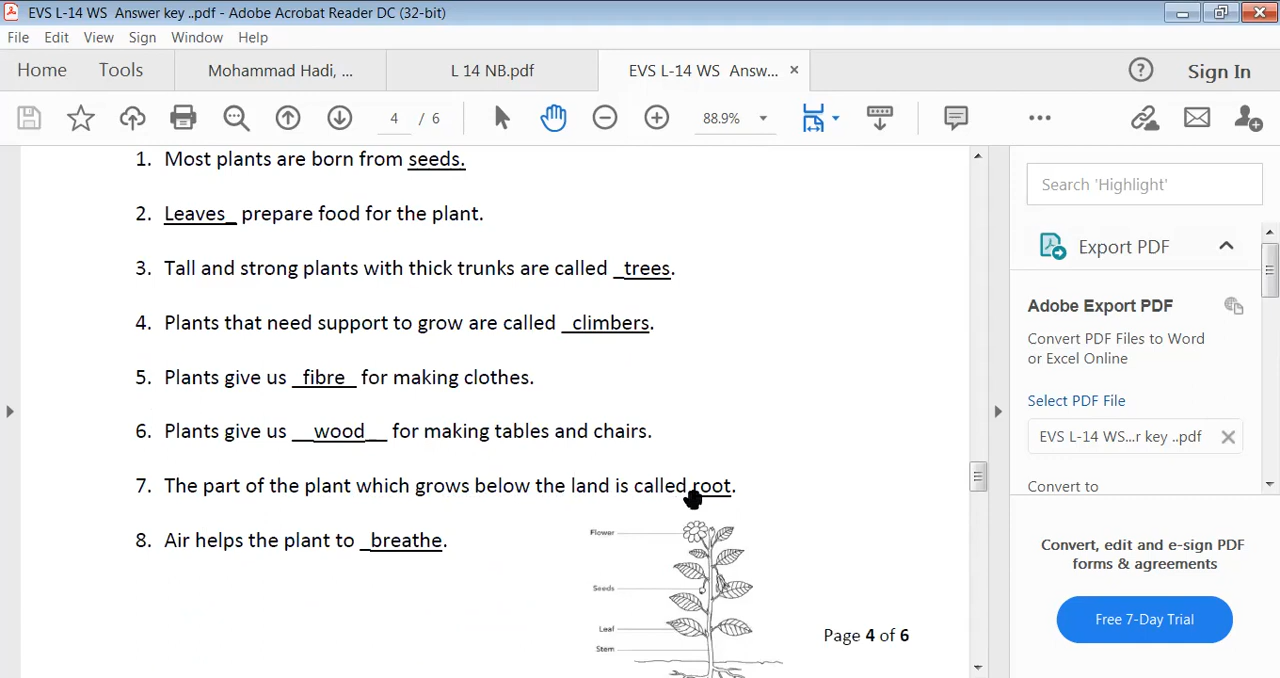 EVS L-14 WS  Answer key ..pdf - Adobe Acrobat Reader DC (32-bit)
File Edit View Sign Window Help
Home Tools Mohammad Hadi, ... L 14 NB.pdf EVS L-14 WS  Answ... × ? Sign In
4 / 6 88.9%
1. Most plants are born from seeds.
2. Leaves_ prepare food for the plant.
3. Tall and strong plants with thick trunks are called _trees.
4. Plants that need support to grow are called _climbers.
5. Plants give us _fibre_ for making clothes.
6. Plants give us __wood__ for making tables and chairs.
7. The part of the plant which grows below the land is called root.
8. Air helps the plant to _breathe.
Flower
Seeds
Leaf
Stem
Page 4 of 6
Search 'Highlight'
Export PDF
Adobe Export PDF
Convert PDF Files to Word
or Excel Online
Select PDF File
EVS L-14 WS...r key ..pdf
Convert to
Convert, edit and e-sign PDF
forms & agreements
Free 7-Day Trial